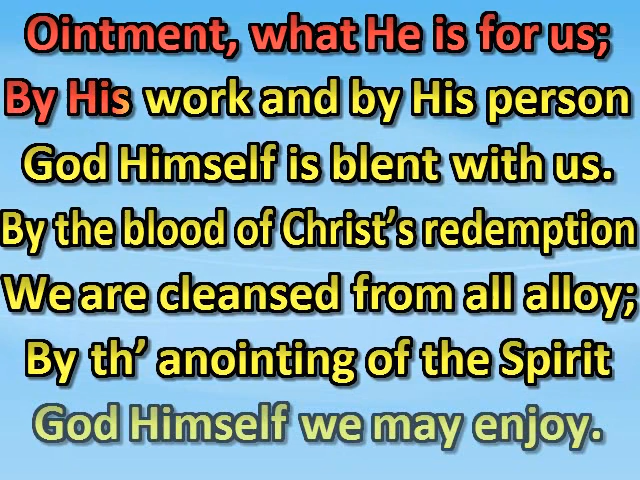 Ointment, what He is for us;
By His work and by His person
God Himself is blent with us.
By the blood of Christ's redemption
We are cleansed from all alloy;
By th' anointing of the Spirit
God Himself we may enjoy.